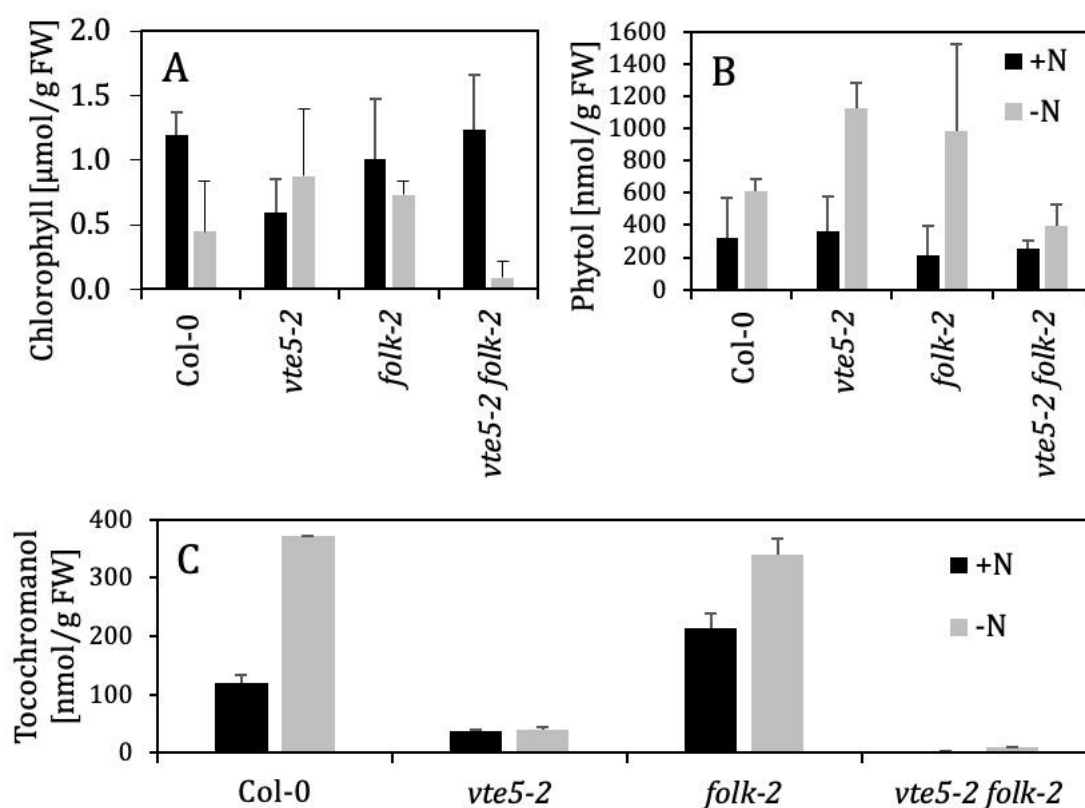 A
Chlorophyll [µmol/g FW]
2.0
1.5
1.0
0.5
0.0
Col-0
vte5-2
folk-2
vte5-2 folk-2
B
Phytol [nmol/g FW]
1600
1400
1200
1000
800
600
400
200
0
+N
-N
Col-0
vte5-2
folk-2
vte5-2 folk-2
C
Tocochromanol
[nmol/g FW]
400
300
200
100
0
+N
-N
Col-0
vte5-2
folk-2
vte5-2 folk-2